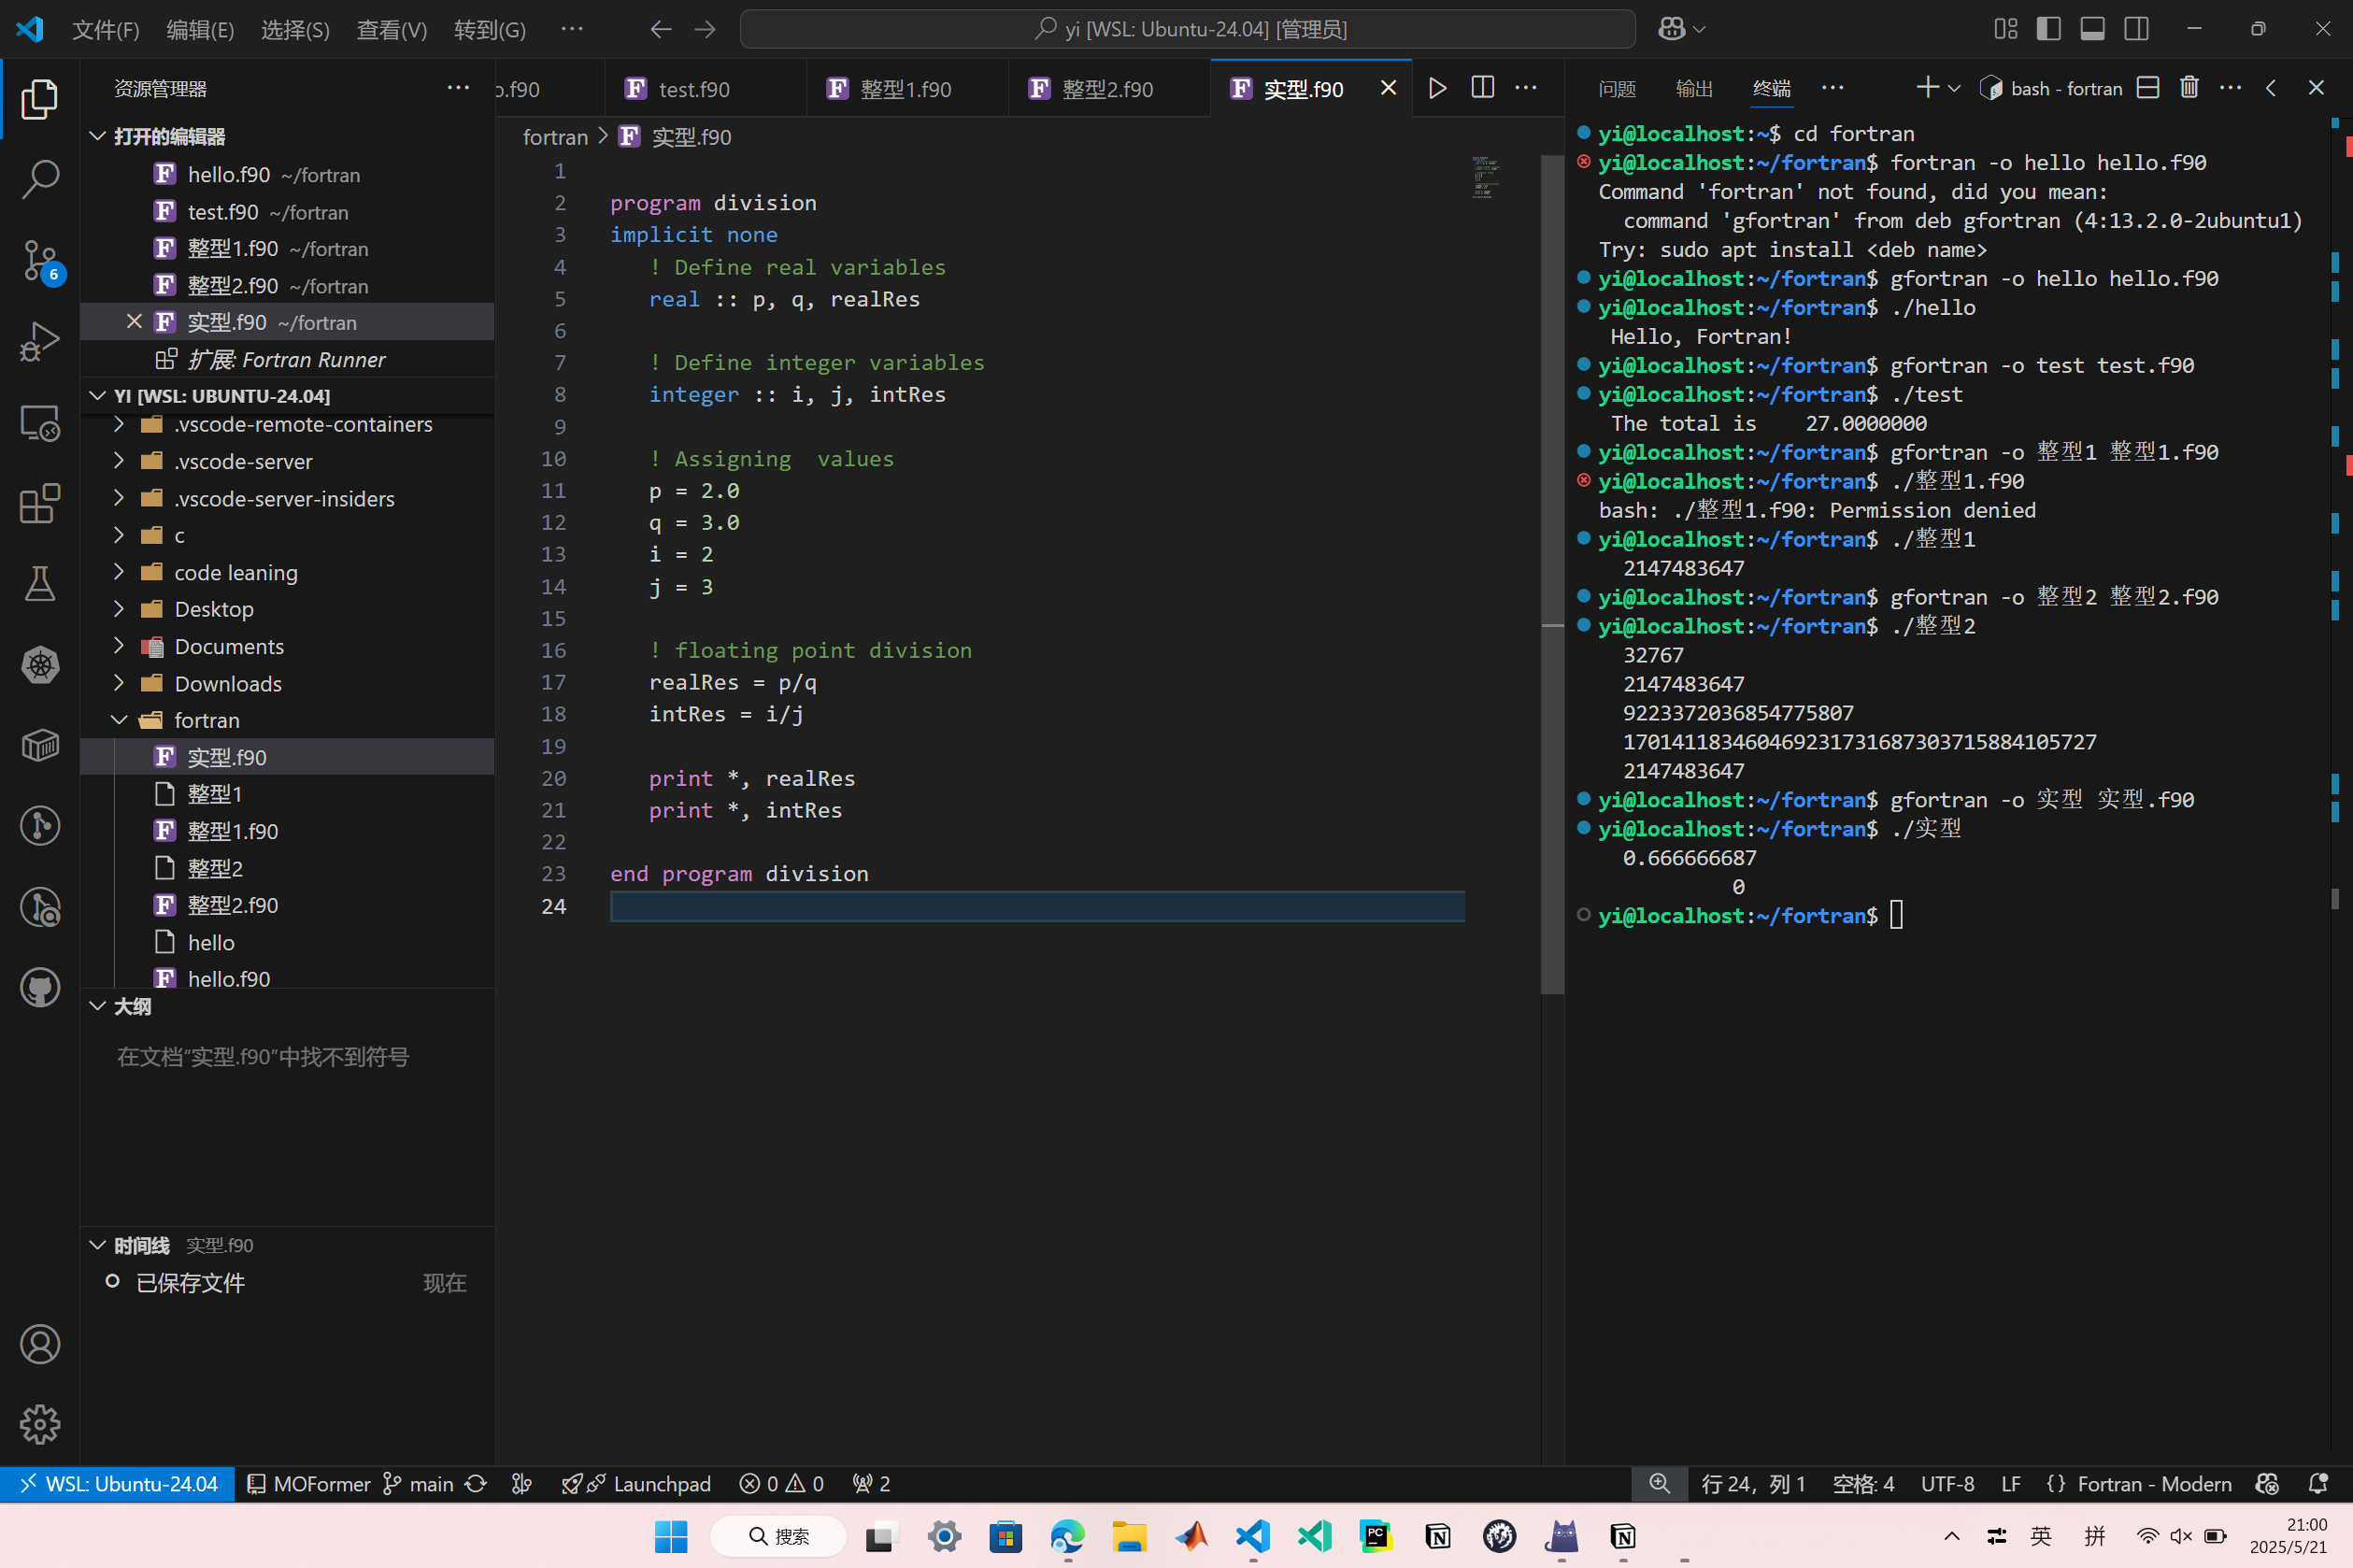 文件(F) 编辑(E) 选择(S) 查看(V) 转到(G) ··· yi [WSL: Ubuntu-24.04] [管理员]
资源管理器 ···
打开的编辑器
hello.f90 ~/fortran
test.f90 ~/fortran
整型1.f90 ~/fortran
整型2.f90 ~/fortran
实型.f90 ~/fortran
扩展: Fortran Runner
YI [WSL: UBUNTU-24.04]
.vscode-remote-containers
.vscode-server
.vscode-server-insiders
c
code leaning
Desktop
Documents
Downloads
fortran
实型.f90
整型1
整型1.f90
整型2
整型2.f90
hello
hello.f90
大纲
在文档"实型.f90"中找不到符号
时间线 实型.f90
已保存文件 现在
6
o.f90 test.f90 整型1.f90 整型2.f90 实型.f90
fortran > 实型.f90
1
2 program division
3 implicit none
4 ! Define real variables
5 real :: p, q, realRes
6
7 ! Define integer variables
8 integer :: i, j, intRes
9
10 ! Assigning  values
11 p = 2.0
12 q = 3.0
13 i = 2
14 j = 3
15
16 ! floating point division
17 realRes = p/q
18 intRes = i/j
19
20 print *, realRes
21 print *, intRes
22
23 end program division
24
问题 输出 终端 ··· bash - fortran
yi@localhost:~$ cd fortran
yi@localhost:~/fortran$ fortran -o hello hello.f90
Command 'fortran' not found, did you mean:
command 'gfortran' from deb gfortran (4:13.2.0-2ubuntu1)
Try: sudo apt install <deb name>
yi@localhost:~/fortran$ gfortran -o hello hello.f90
yi@localhost:~/fortran$ ./hello
Hello, Fortran!
yi@localhost:~/fortran$ gfortran -o test test.f90
yi@localhost:~/fortran$ ./test
The total is    27.0000000
yi@localhost:~/fortran$ gfortran -o 整型1 整型1.f90
yi@localhost:~/fortran$ ./整型1.f90
bash: ./整型1.f90: Permission denied
yi@localhost:~/fortran$ ./整型1
2147483647
yi@localhost:~/fortran$ gfortran -o 整型2 整型2.f90
yi@localhost:~/fortran$ ./整型2
32767
2147483647
9223372036854775807
170141183460469231731687303715884105727
2147483647
yi@localhost:~/fortran$ gfortran -o 实型 实型.f90
yi@localhost:~/fortran$ ./实型
0.666666687
0
yi@localhost:~/fortran$
WSL: Ubuntu-24.04 MOFormer main Launchpad 0 0 2 行 24，列 1 空格: 4 UTF-8 LF {} Fortran - Modern
搜索 PC 英 拼 21:00
2025/5/21